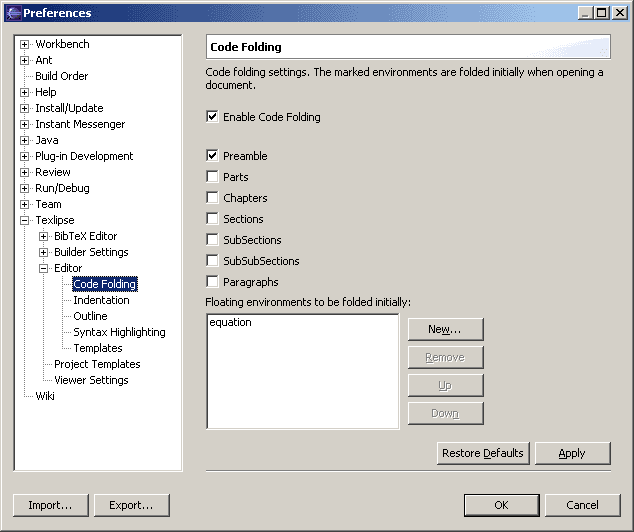 Preferences
Workbench
Ant
Build Order
Help
Install/Update
Instant Messenger
Java
Plug-in Development
Review
Run/Debug
Team
Texlipse
BibTeX Editor
Builder Settings
Editor
Code Folding
Indentation
Outline
Syntax Highlighting
Templates
Project Templates
Viewer Settings
Wiki
Code Folding
Code folding settings. The marked environments are folded initially when opening a
document.
Enable Code Folding
Preamble
Parts
Chapters
Sections
SubSections
SubSubSections
Paragraphs
Floating environments to be folded initially:
equation
New...
Remove
Up
Down
Restore Defaults
Apply
Import...
Export...
OK
Cancel